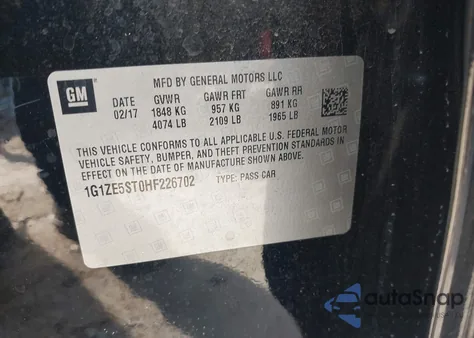 GM
MFD BY GENERAL MOTORS LLC
DATE GVWR GAWR FRT GAWR RR
02/17 1848 KG 957 KG 891 KG
4074 LB 2109 LB 1965 LB
THIS VEHICLE CONFORMS TO ALL APPLICABLE U.S. FEDERAL MOTOR
VEHICLE SAFETY, BUMPER, AND THEFT PREVENTION STANDARDS IN
EFFECT ON THE DATE OF MANUFACTURE SHOWN ABOVE.
1G1ZE5ST0HF226702 TYPE: PASS CAR
autoSnap